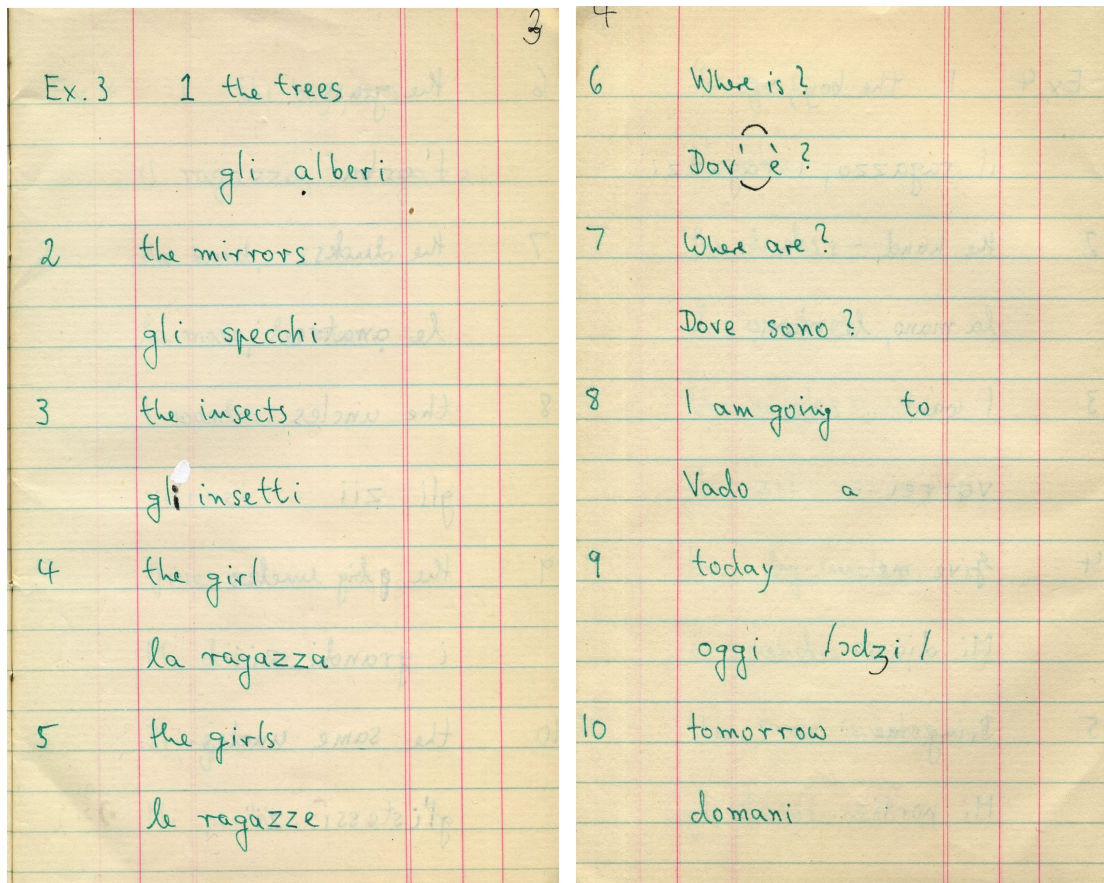 3
Ex. 3 1 the trees
gli alberi
2 the mirrors
gli specchi
3 the insects
gli insetti
4 the girl
la ragazza
5 the girls
le ragazze
4
6 Where is?
Dov'è?
7 Where are?
Dove sono?
8 I am going to
Vado a
9 today
oggi /ɔdʒi/
10 tomorrow
domani